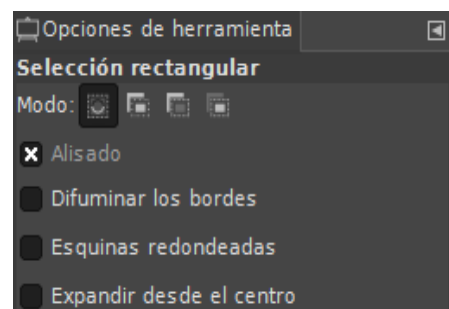 Opciones de herramienta
Selección rectangular
Modo:
Alisado
Difuminar los bordes
Esquinas redondeadas
Expandir desde el centro